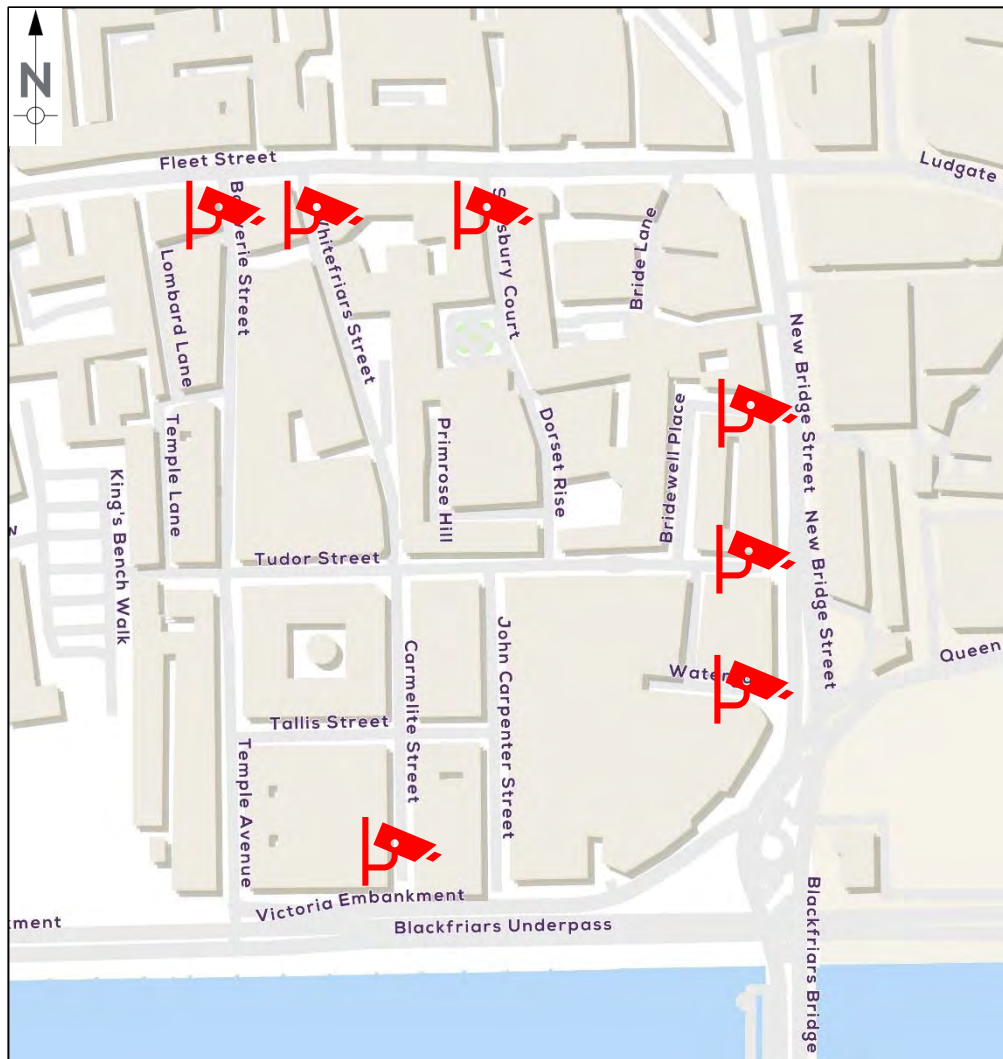 N
Fleet Street
Ludgate
Lombard Lane
Street
Whitefriars Street
Court
Bride Lane
New Bridge Street
Temple Lane
Primrose Hill
Dorset Rise
Bridewell Place
King's Bench Walk
Tudor Street
New Bridge Street
Queen
Carmelite Street
John Carpenter Street
Tallis Street
Temple Avenue
Victoria Embankment
Blackfriars Underpass
Blackfriars Bridge